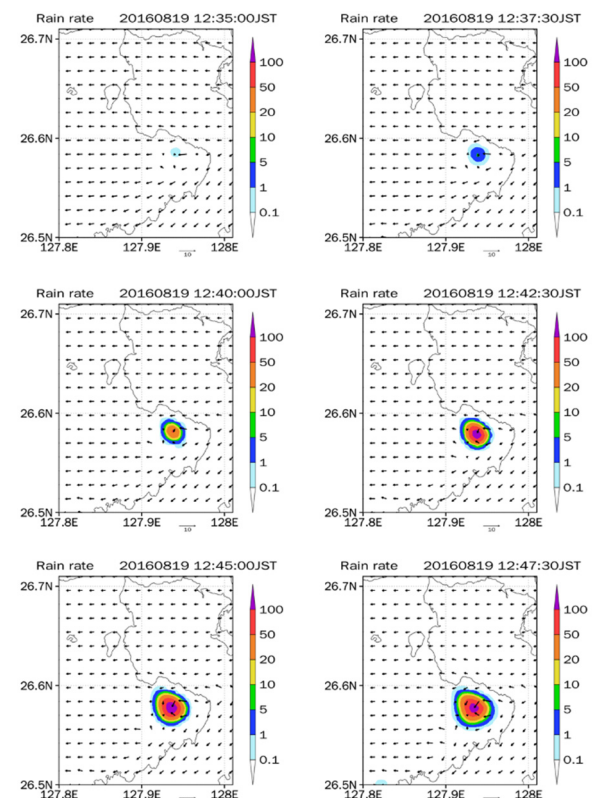 Rain rate 20160819 12:35:00JST
26.7N
26.6N
26.5N
127.8E 127.9E 128E
10
100
50
20
10
5
1
0.1
Rain rate 20160819 12:37:30JST
26.7N
26.6N
26.5N
127.8E 127.9E 128E
10
100
50
20
10
5
1
0.1
Rain rate 20160819 12:40:00JST
26.7N
26.6N
26.5N
127.8E 127.9E 128E
10
100
50
20
10
5
1
0.1
Rain rate 20160819 12:42:30JST
26.7N
26.6N
26.5N
127.8E 127.9E 128E
10
100
50
20
10
5
1
0.1
Rain rate 20160819 12:45:00JST
26.7N
26.6N
26.5N
127.8E 127.9E 128E
100
50
20
10
5
1
0.1
Rain rate 20160819 12:47:30JST
26.7N
26.6N
26.5N
127.8E 127.9E 128E
100
50
20
10
5
1
0.1